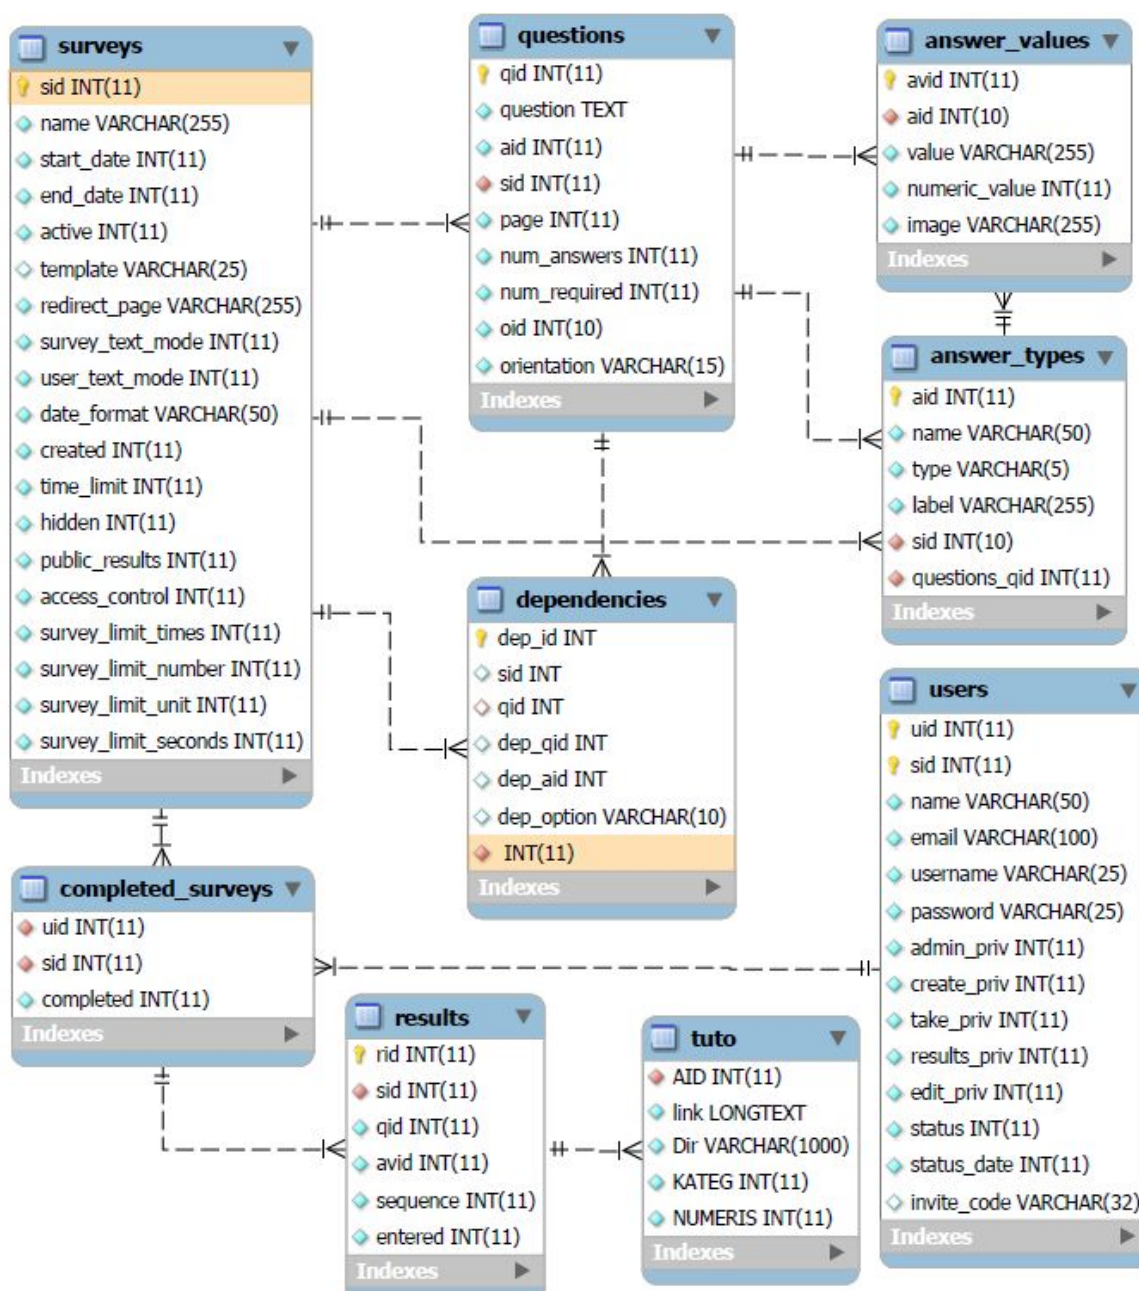 surveys
sid INT(11)
name VARCHAR(255)
start_date INT(11)
end_date INT(11)
active INT(11)
template VARCHAR(25)
redirect_page VARCHAR(255)
survey_text_mode INT(11)
user_text_mode INT(11)
date_format VARCHAR(50)
created INT(11)
time_limit INT(11)
hidden INT(11)
public_results INT(11)
access_control INT(11)
survey_limit_times INT(11)
survey_limit_number INT(11)
survey_limit_unit INT(11)
survey_limit_seconds INT(11)
Indexes
questions
qid INT(11)
question TEXT
aid INT(11)
sid INT(11)
page INT(11)
num_answers INT(11)
num_required INT(11)
oid INT(10)
orientation VARCHAR(15)
Indexes
answer_values
avid INT(11)
aid INT(10)
value VARCHAR(255)
numeric_value INT(11)
image VARCHAR(255)
Indexes
answer_types
aid INT(11)
name VARCHAR(50)
type VARCHAR(5)
label VARCHAR(255)
sid INT(10)
questions_qid INT(11)
Indexes
dependencies
dep_id INT
sid INT
qid INT
dep_qid INT
dep_aid INT
dep_option VARCHAR(10)
INT(11)
Indexes
users
uid INT(11)
sid INT(11)
name VARCHAR(50)
email VARCHAR(100)
username VARCHAR(25)
password VARCHAR(25)
admin_priv INT(11)
create_priv INT(11)
take_priv INT(11)
results_priv INT(11)
edit_priv INT(11)
status INT(11)
status_date INT(11)
invite_code VARCHAR(32)
Indexes
completed_surveys
uid INT(11)
sid INT(11)
completed INT(11)
Indexes
results
rid INT(11)
sid INT(11)
qid INT(11)
avid INT(11)
sequence INT(11)
entered INT(11)
Indexes
tuto
AID INT(11)
link LONGTEXT
Dir VARCHAR(1000)
KATEG INT(11)
NUMERIS INT(11)
Indexes